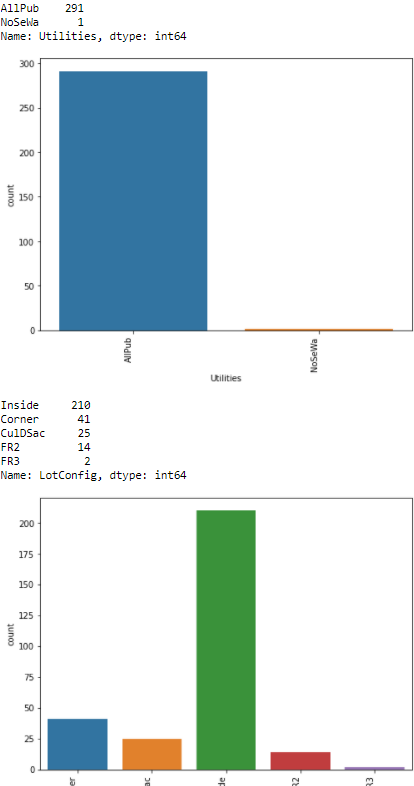 AllPub 291
NoSeWa 1
Name: Utilities, dtype: int64
300
250
200
150
100
50
0
count
AllPub
NoSeWa
Utilities
Inside 210
Corner 41
CulDSac 25
FR2 14
FR3 2
Name: LotConfig, dtype: int64
200
175
150
125
100
75
50
25
0
count